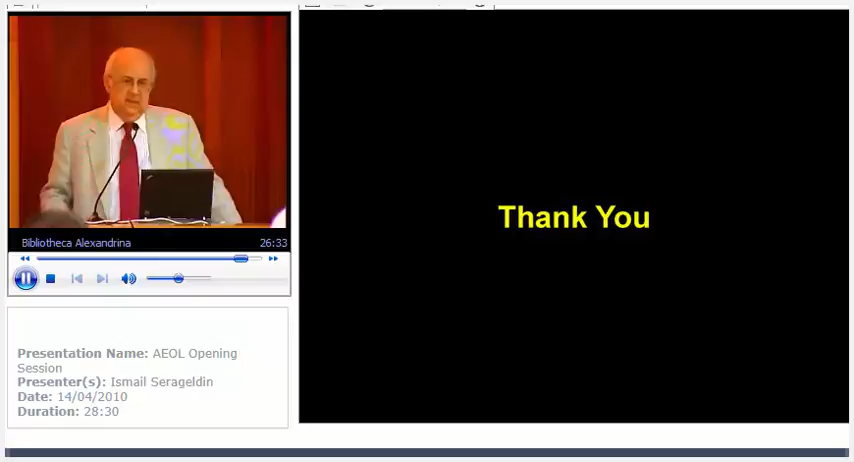 Bibliotheca Alexandrina 26:33
Presentation Name: AEOL Opening
Session
Presenter(s): Ismail Serageldin
Date: 14/04/2010
Duration: 28:30
Thank You